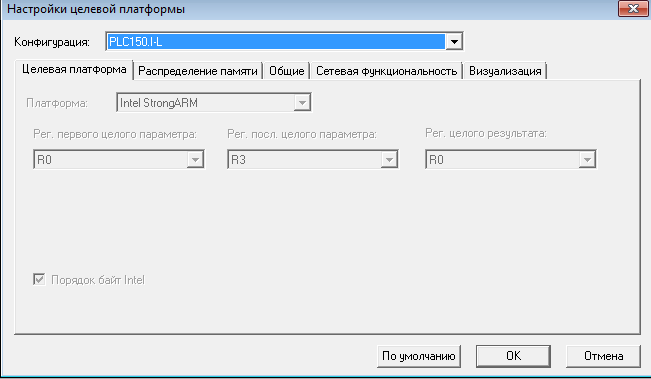 Настройки целевой платформы
Конфигурация: PLC150.I-L
Целевая платформа Распределение памяти Общие Сетевая функциональность Визуализация
Платформа: Intel StrongARM
Рег. первого целого параметра: Рег. посл. целого параметра: Рег. целого результата:
R0 R3 R0
Порядок байт Intel
По умолчанию OK Отмена